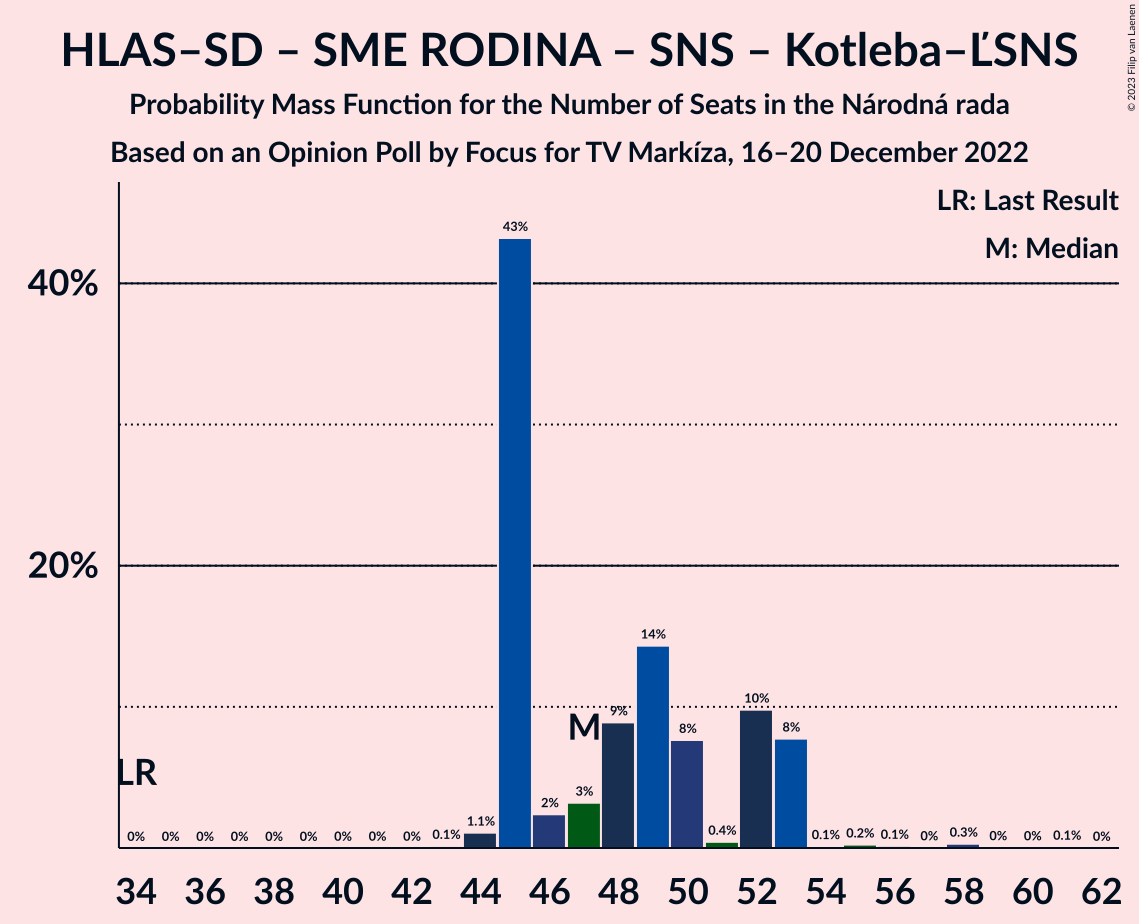 HLAS–SD – SME RODINA – SNS – Kotleba–ĽSNS
Probability Mass Function for the Number of Seats in the Národná rada
Based on an Opinion Poll by Focus for TV Markíza, 16–20 December 2022
© 2023 Filip van Laenen
LR: Last Result
M: Median
40%
20%
LR
M
0% 0% 0% 0% 0% 0% 0% 0% 0% 0.1% 1.1% 43% 2% 3% 9% 14% 8% 0.4% 10% 8% 0.1% 0.2% 0.1% 0% 0.3% 0% 0% 0.1% 0%
34 36 38 40 42 44 46 48 50 52 54 56 58 60 62